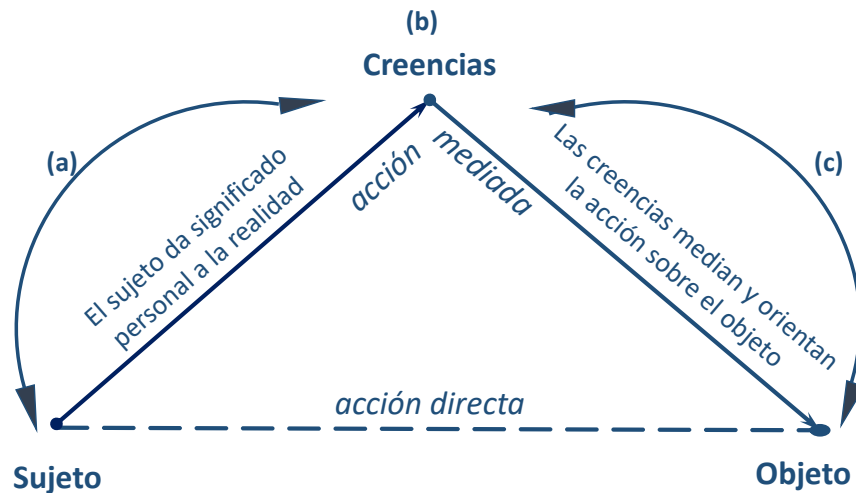 (b)
Creencias
(a)
El sujeto da significado
personal a la realidad
acción
mediada
Las creencias median y orientan
la acción sobre el objeto
(c)
acción directa
Sujeto
Objeto